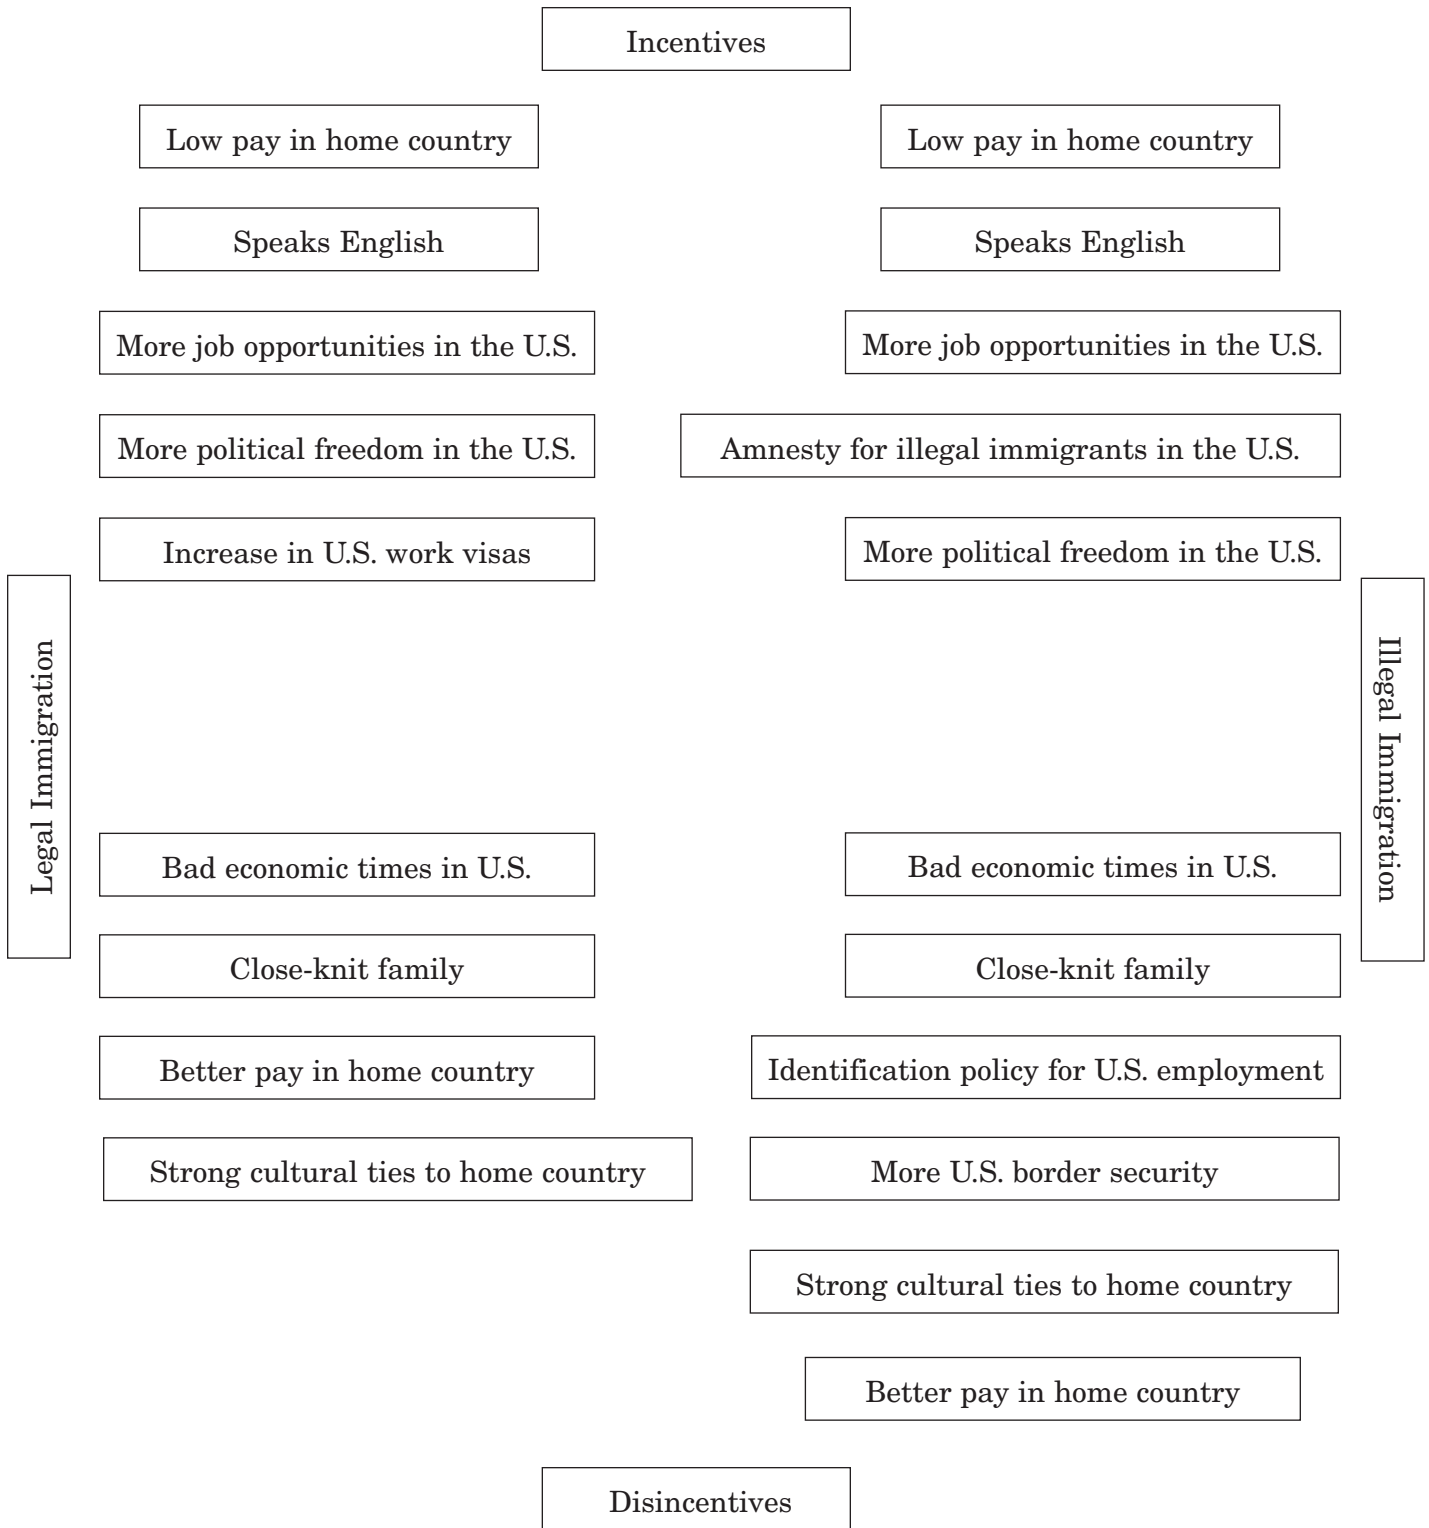 Incentives
Low pay in home country
Low pay in home country
Speaks English
Speaks English
More job opportunities in the U.S.
More job opportunities in the U.S.
More political freedom in the U.S.
Amnesty for illegal immigrants in the U.S.
Increase in U.S. work visas
More political freedom in the U.S.
Legal Immigration
Illegal Immigration
Bad economic times in U.S.
Bad economic times in U.S.
Close-knit family
Close-knit family
Better pay in home country
Identification policy for U.S. employment
Strong cultural ties to home country
More U.S. border security
Strong cultural ties to home country
Better pay in home country
Disincentives